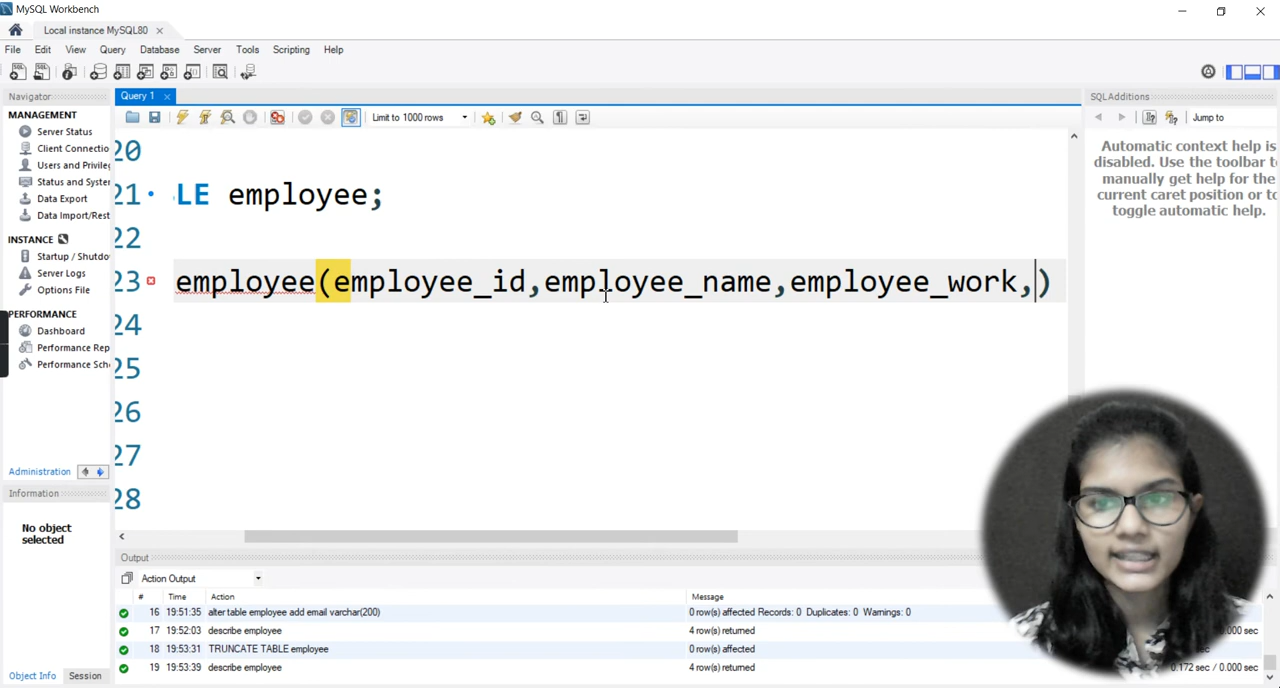 MySQL Workbench
Local instance MySQL80
File Edit View Query Database Server Tools Scripting Help
Navigator
Query 1
SQLAdditions
MANAGEMENT
Server Status
Client Connectio
Users and Privileg
Status and Syster
Data Export
Data Import/Rest
INSTANCE
Startup / Shutdo
Server Logs
Options File
PERFORMANCE
Dashboard
Performance Rep
Performance Sch
Administration
Information
No object
selected
Object Info Session
Limit to 1000 rows
20
21 LE employee;
22
23 employee(employee_id,employee_name,employee_work,)
24
25
26
27
28
Jump to
Automatic context help is
disabled. Use the toolbar t
manually get help for the
current caret position or to
toggle automatic help.
Output
Action Output
# Time Action Message
16 19:51:35 alter table employee add email varchar(200) 0 row(s) affected Records: 0 Duplicates: 0 Warnings: 0
17 19:52:03 describe employee 4 row(s) returned 0.000 sec
18 19:53:31 TRUNCATE TABLE employee 0 row(s) affected sec
19 19:53:39 describe employee 4 row(s) returned 0.172 sec / 0.000 sec